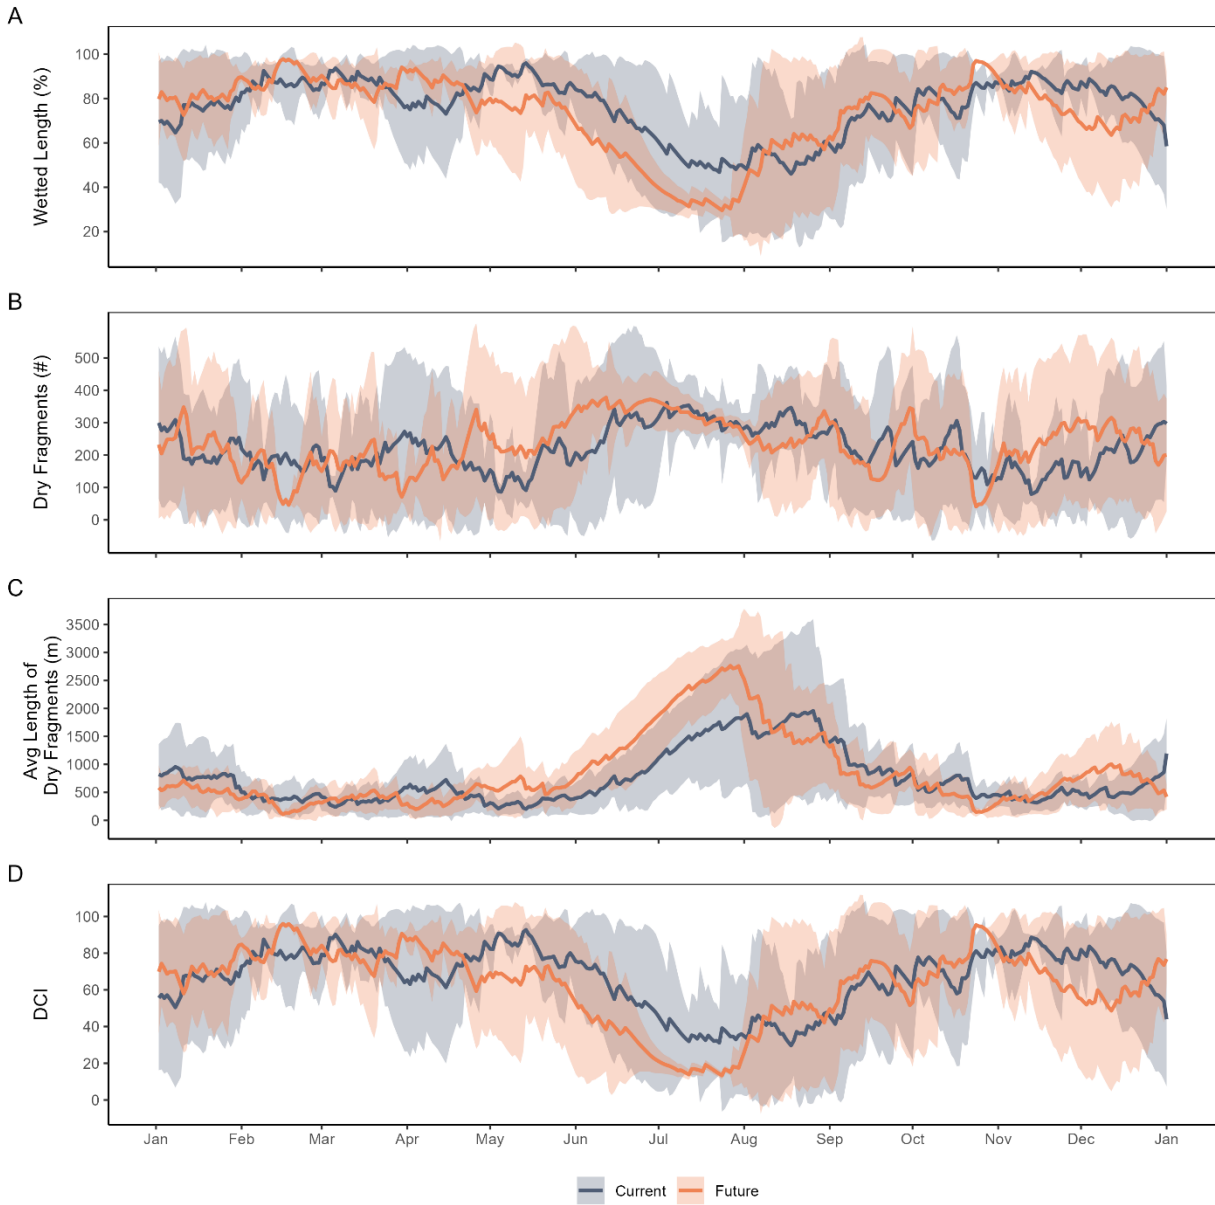 A
Wetted Length (%)
100
80
60
40
20
B
Dry Fragments (#)
500
400
300
200
100
0
C
Avg Length of
Dry Fragments (m)
3500
3000
2500
2000
1500
1000
500
0
D
DCI
100
80
60
40
20
0
Jan Feb Mar Apr May Jun Jul Aug Sep Oct Nov Dec Jan
Current Future